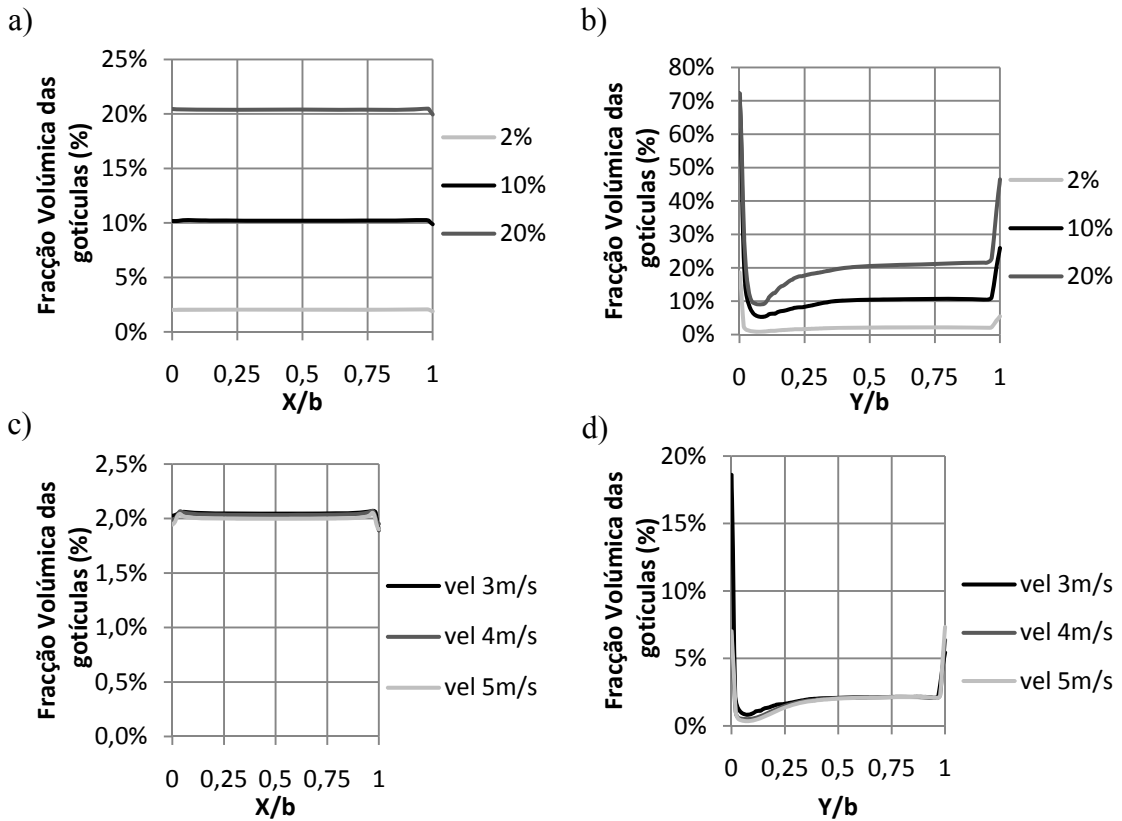 a)
Fracção Volúmica das
gotículas (%)
25%
20%
15%
10%
5%
0%
0 0,25 0,5 0,75 1
X/b
2%
10%
20%
b)
Fracção Volúmica das
gotículas (%)
80%
70%
60%
50%
40%
30%
20%
10%
0%
0 0,25 0,5 0,75 1
Y/b
2%
10%
20%
c)
Fracção Volúmica das
gotículas (%)
2,5%
2,0%
1,5%
1,0%
0,5%
0,0%
0 0,25 0,5 0,75 1
X/b
vel 3m/s
vel 4m/s
vel 5m/s
d)
Fracção Volúmica das
gotículas (%)
20%
15%
10%
5%
0%
0 0,25 0,5 0,75 1
Y/b
vel 3m/s
vel 4m/s
vel 5m/s